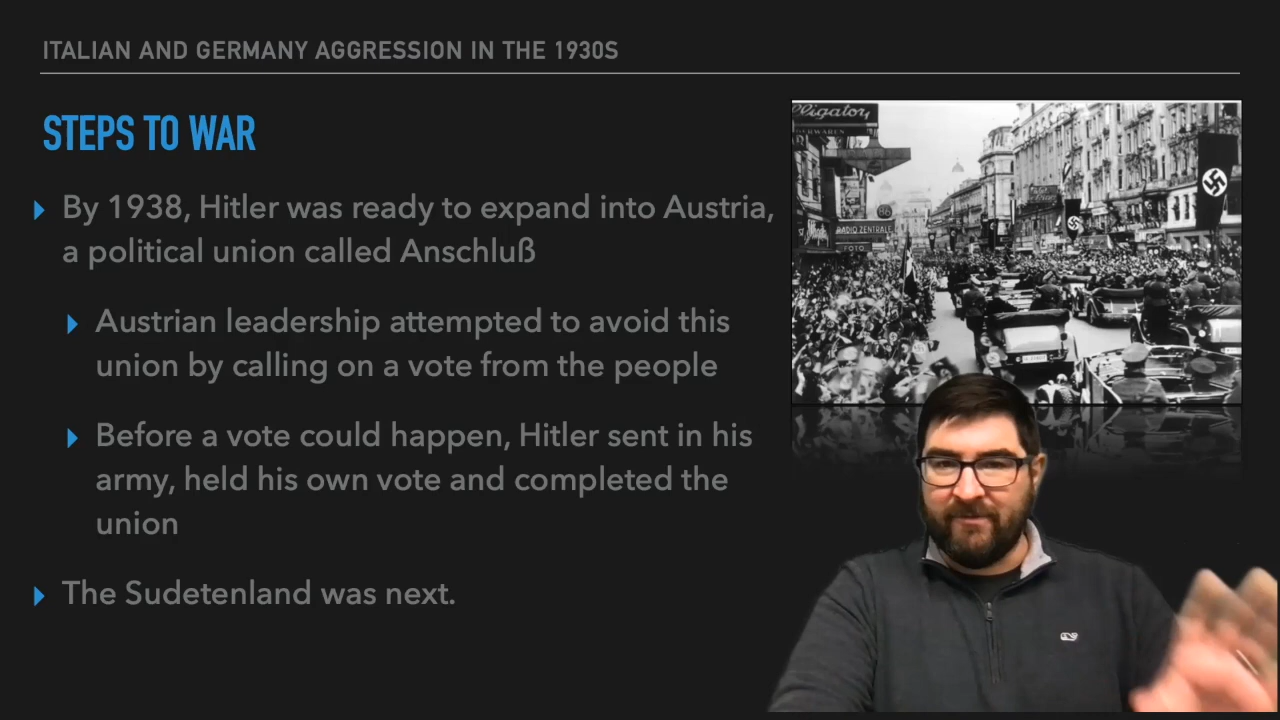 ITALIAN AND GERMANY AGGRESSION IN THE 1930S
STEPS TO WAR
By 1938, Hitler was ready to expand into Austria,
a political union called Anschluß
Austrian leadership attempted to avoid this
union by calling on a vote from the people
Before a vote could happen, Hitler sent in his
army, held his own vote and completed the
union
The Sudetenland was next.
lligator
RADIO ZENTRALE
FOTO